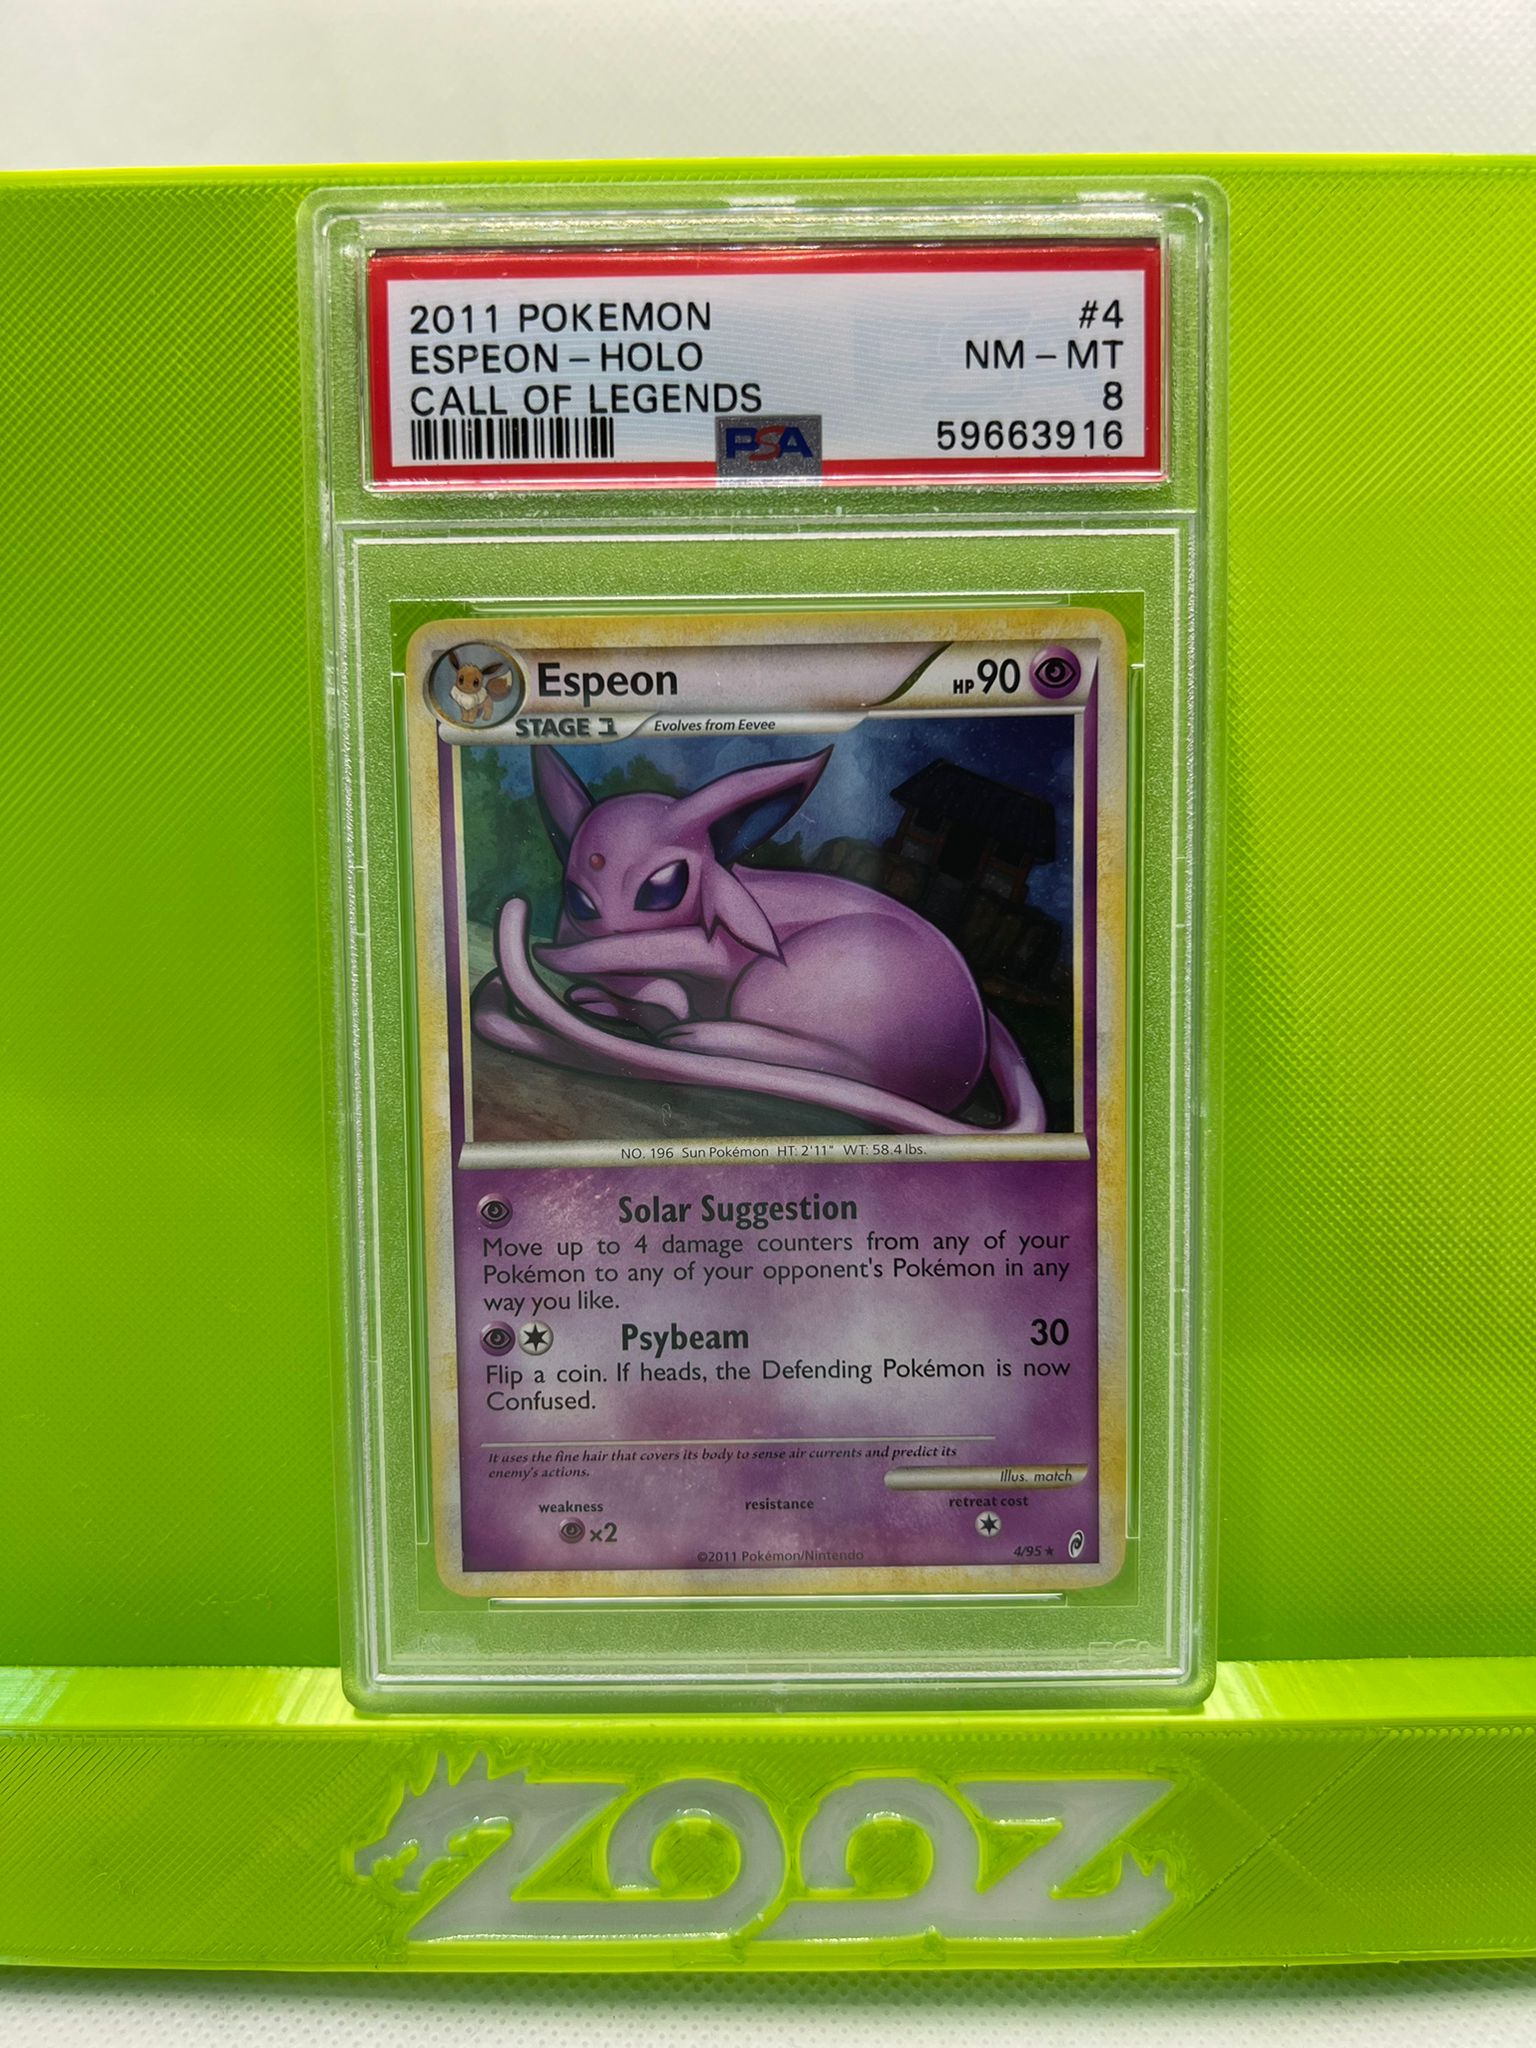 2011 POKEMON #4
ESPEON - HOLO NM - MT
CALL OF LEGENDS 8
PSA 59663916
Espeon HP 90
STAGE 1 Evolves from Eevee
NO. 196 Sun Pokémon HT: 2'11" WT: 58.4 lbs.
Solar Suggestion
Move up to 4 damage counters from any of your
Pokémon to any of your opponent's Pokémon in any
way you like.
Psybeam 30
Flip a coin. If heads, the Defending Pokémon is now
Confused.
It uses the fine hair that covers its body to sense air currents and predict its
enemy's actions.
Illus. match
weakness resistance retreat cost
×2
©2011 Pokémon/Nintendo 4/95 ★
PSA
ZOOZ